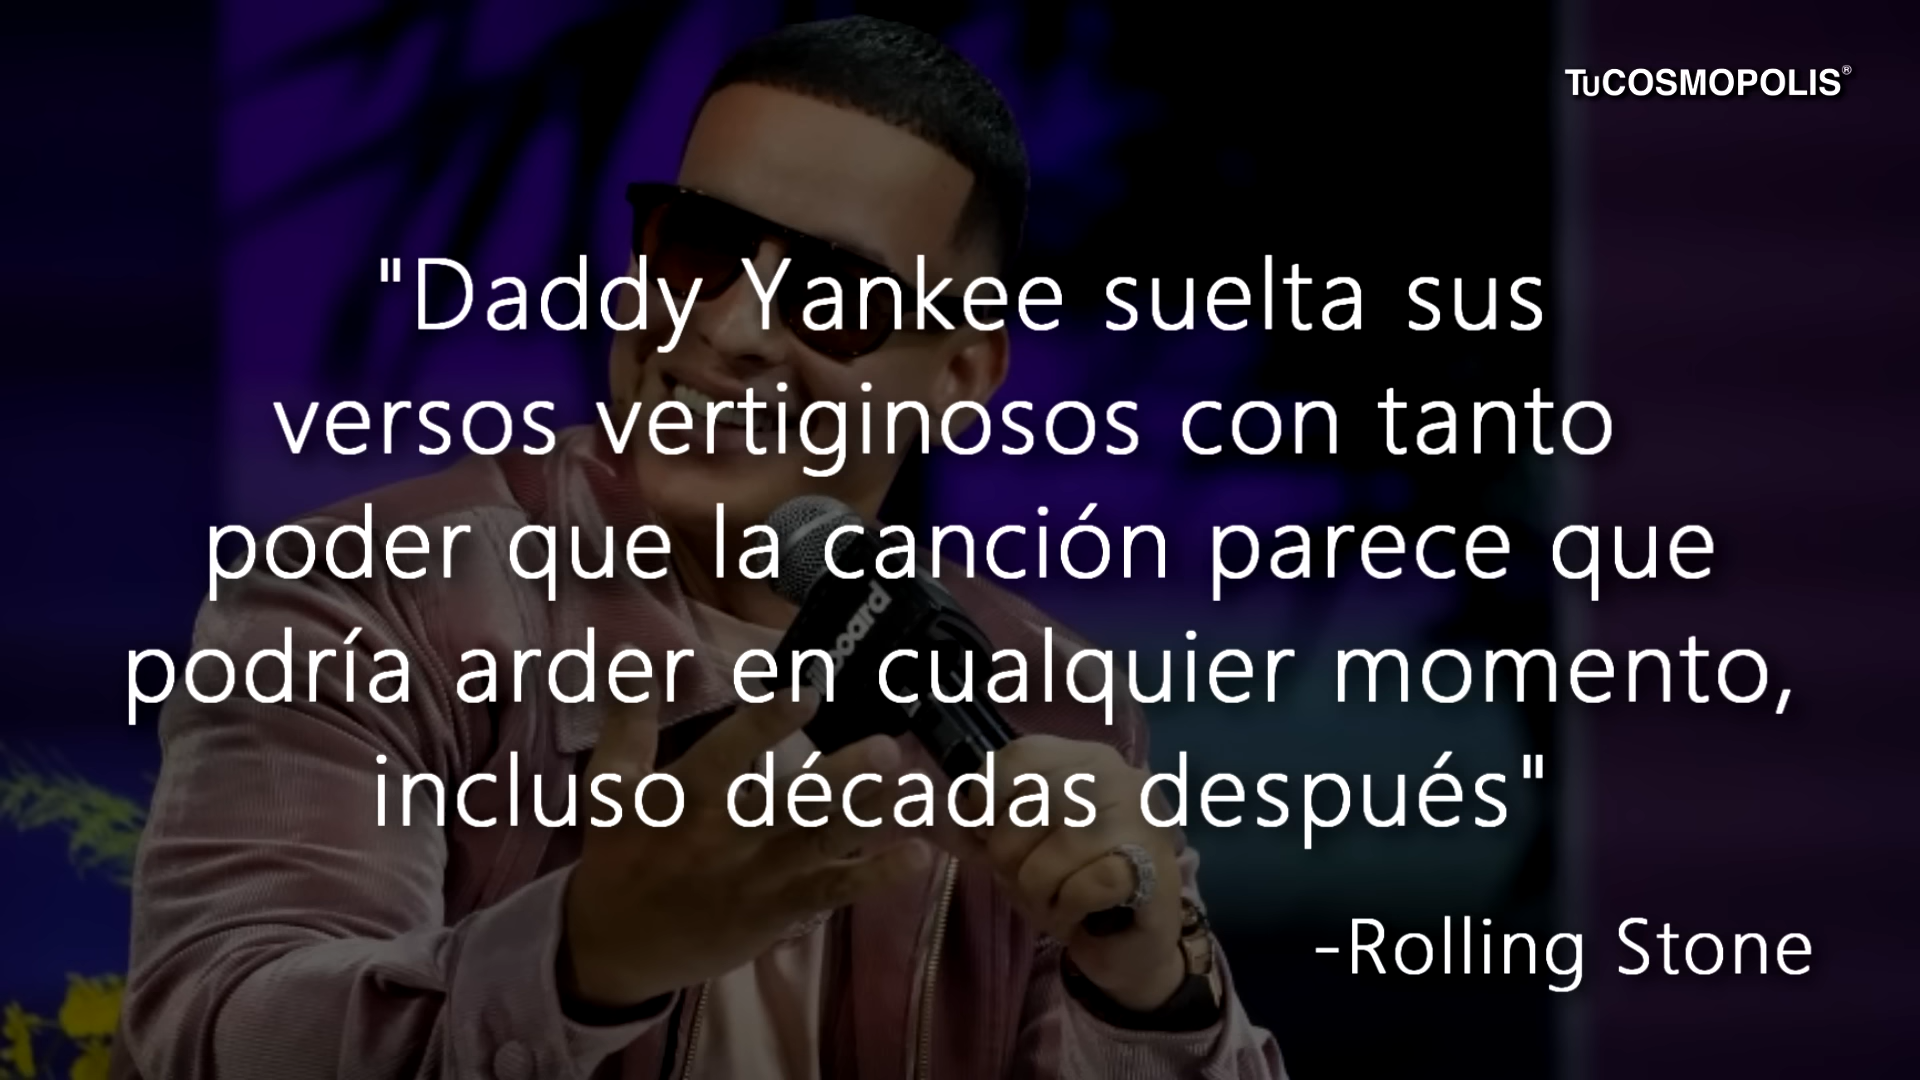 TuCOSMOPOLIS®
"Daddy Yankee suelta sus
versos vertiginosos con tanto
poder que la canción parece que
podría arder en cualquier momento,
incluso décadas después"
board
-Rolling Stone